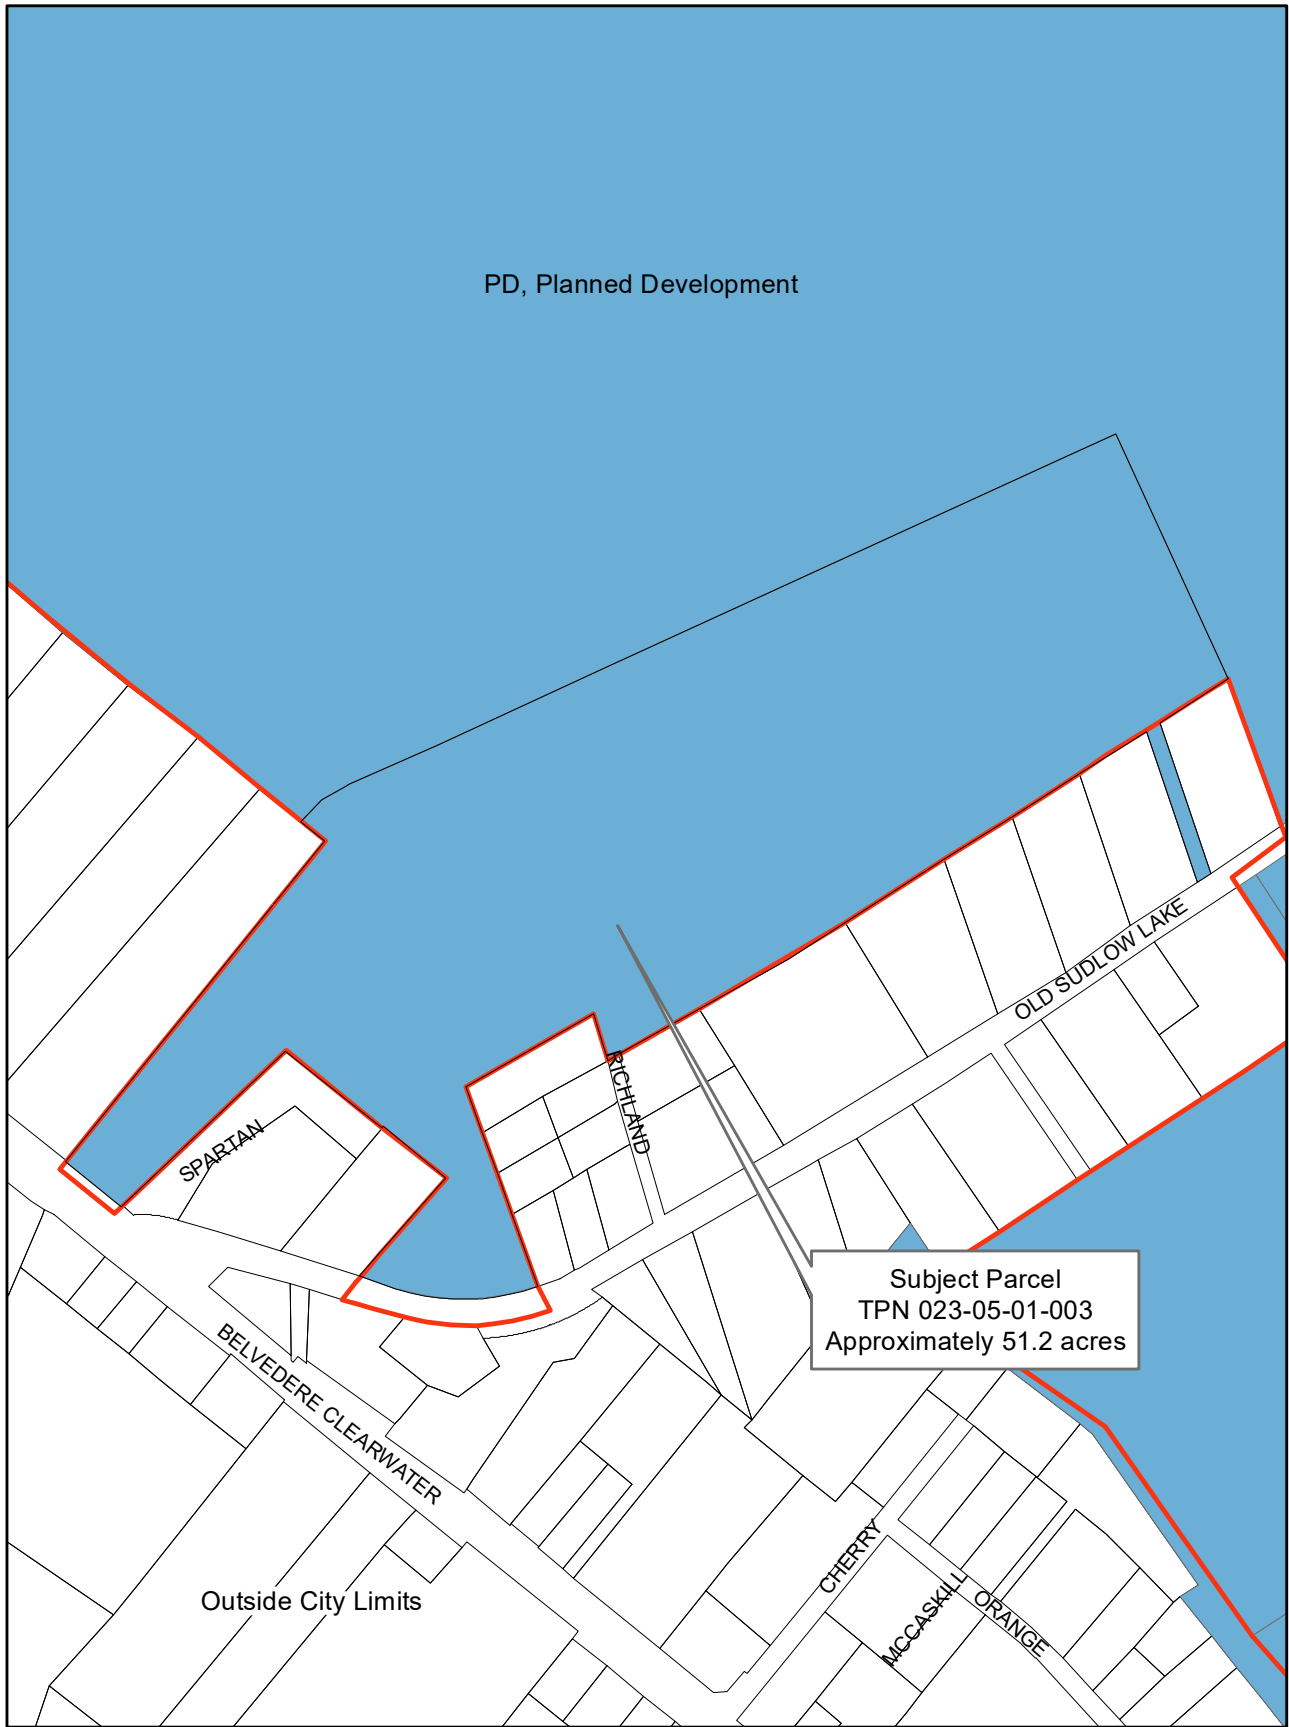 PD, Planned Development
OLD SUDLOW LAKE
RICHLAND
SPARTAN
Subject Parcel
TPN 023-05-01-003
Approximately 51.2 acres
BELVEDERE CLEARWATER
CHERRY
MCCASKILL
ORANGE
Outside City Limits